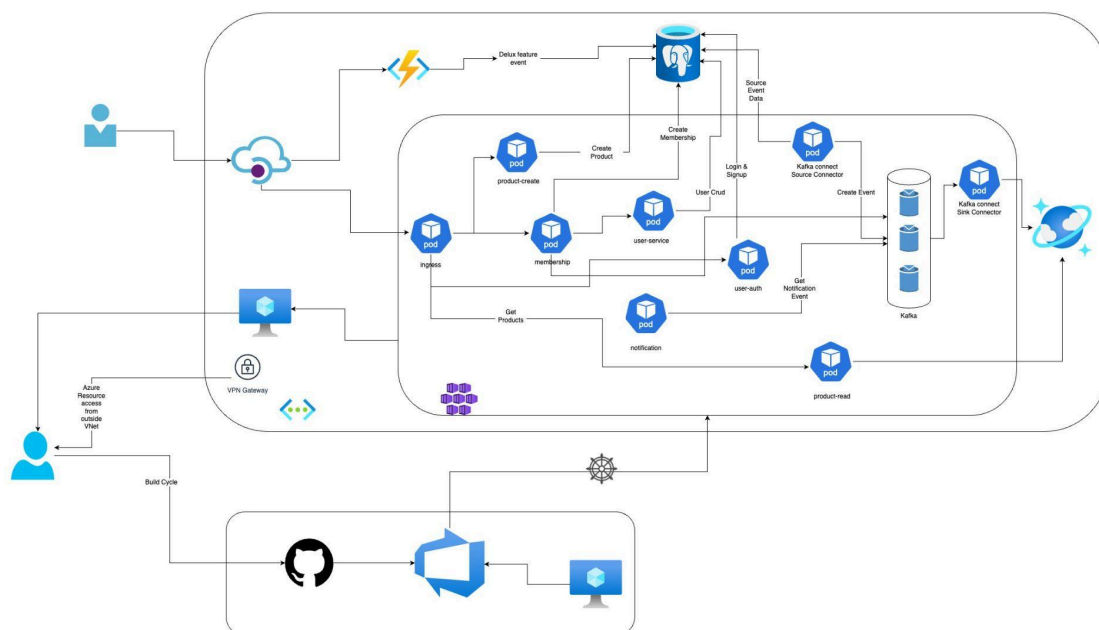 Delux feature
event
Source
Event
Data
Create
Membership
Create
Product
pod
product-create
pod
Kafka connect
Source Connector
Login &
Signup
pod
Kafka connect
Sink Connector
User Crud
Create Event
pod
user-service
pod
ingress
pod
membership
pod
user-auth
Get
Notification
Event
Kafka
Get
Products
pod
notification
pod
product-read
VPN Gateway
Azure
Resource
access
from
outside
VNet
Build Cycle